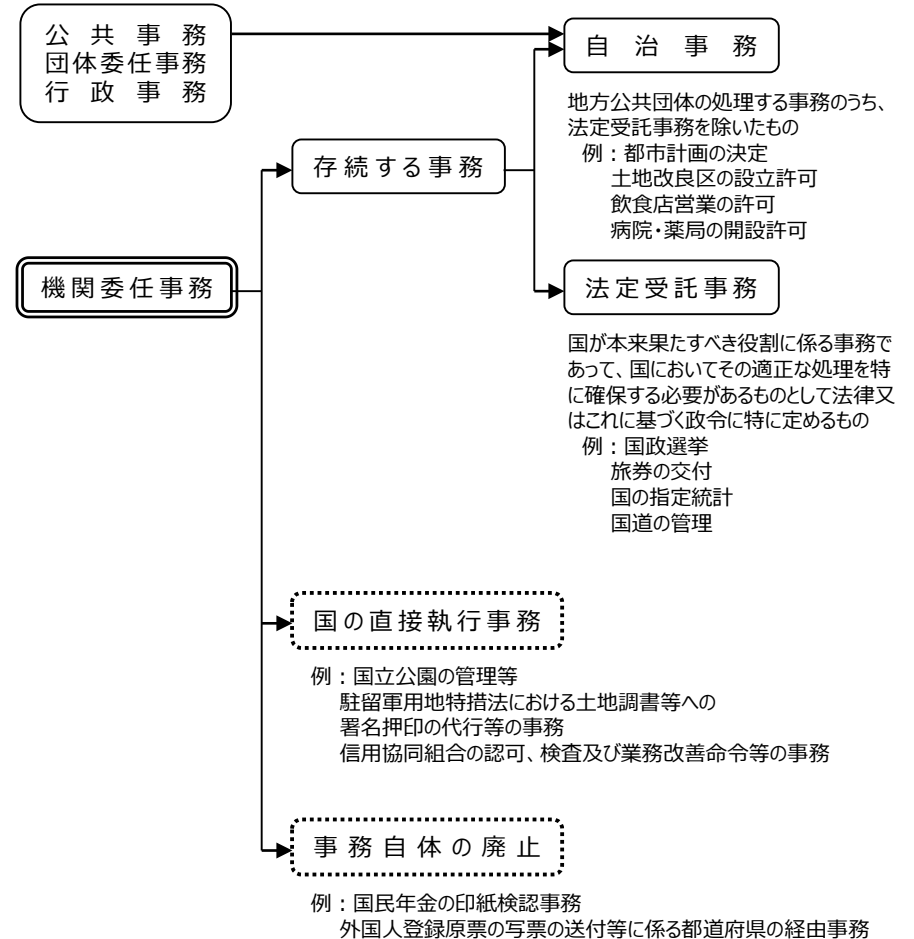 公共事務
団体委任事務
行政事務
自治事務
地方公共団体の処理する事務のうち、
法定受託事務を除いたもの
例：都市計画の決定
土地改良区の設立許可
飲食店営業の許可
病院・薬局の開設許可
存続する事務
機関委任事務
法定受託事務
国が本来果たすべき役割に係る事務で
あって、国においてその適正な処理を特
に確保する必要があるものとして法律又
はこれに基づく政令に特に定めるもの
例：国政選挙
旅券の交付
国の指定統計
国道の管理
国の直接執行事務
例：国立公園の管理等
駐留軍用地特措法における土地調書等への
署名押印の代行等の事務
信用協同組合の認可、検査及び業務改善命令等の事務
事務自体の廃止
例：国民年金の印紙検認事務
外国人登録原票の写票の送付等に係る都道府県の経由事務